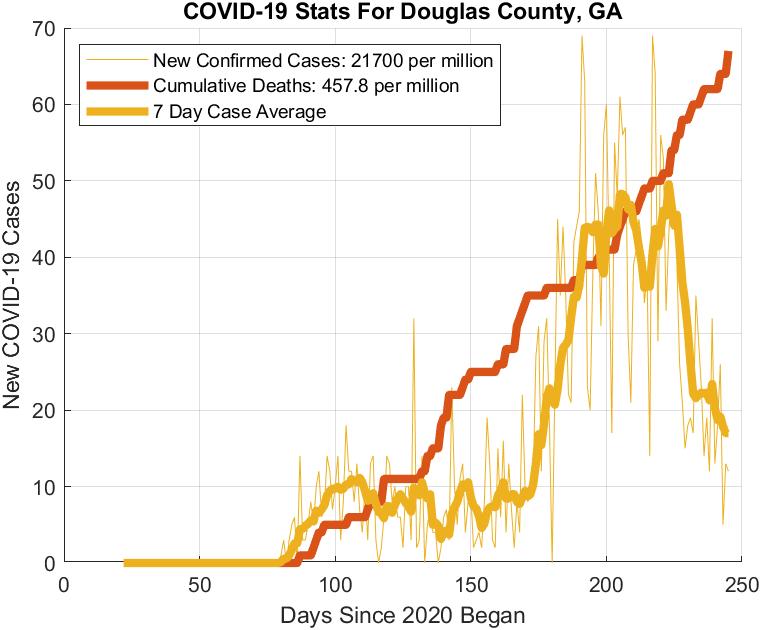 COVID-19 Stats For Douglas County, GA
New Confirmed Cases: 21700 per million
Cumulative Deaths: 457.8 per million
7 Day Case Average
New COVID-19 Cases
70
60
50
40
30
20
10
0
0 50 100 150 200 250
Days Since 2020 Began